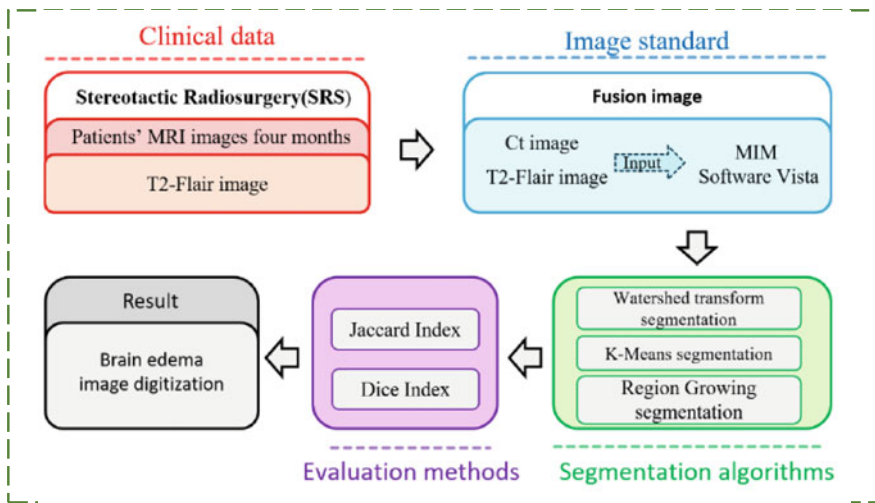 Clinical data
Stereotactic Radiosurgery(SRS)
Patients' MRI images four months
T2-Flair image
Image standard
Fusion image
Ct image
T2-Flair image
Input
MIM
Software Vista
Watershed transform
segmentation
K-Means segmentation
Region Growing
segmentation
Segmentation algorithms
Jaccard Index
Dice Index
Evaluation methods
Result
Brain edema
image digitization